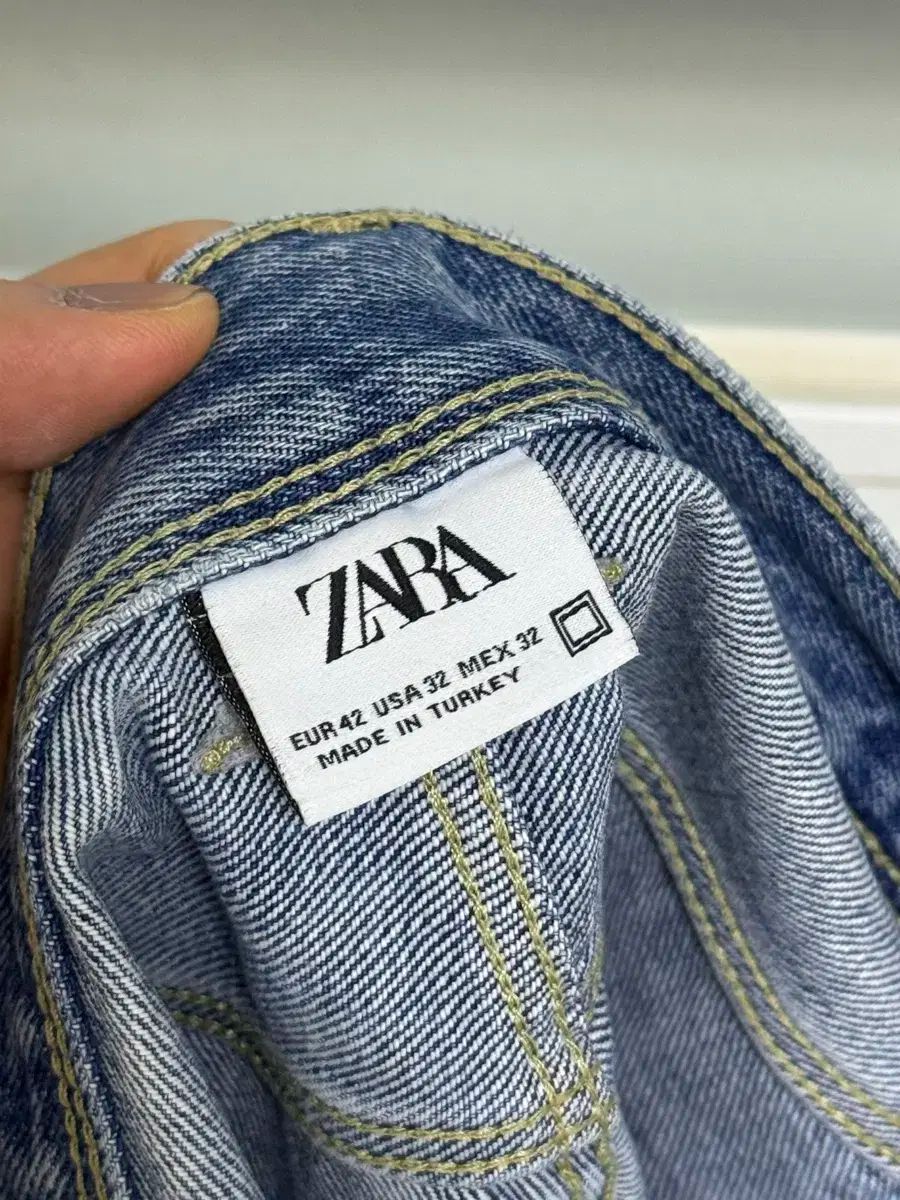 ZARA
EUR 42 USA 32 MEX 32
MADE IN TURKEY